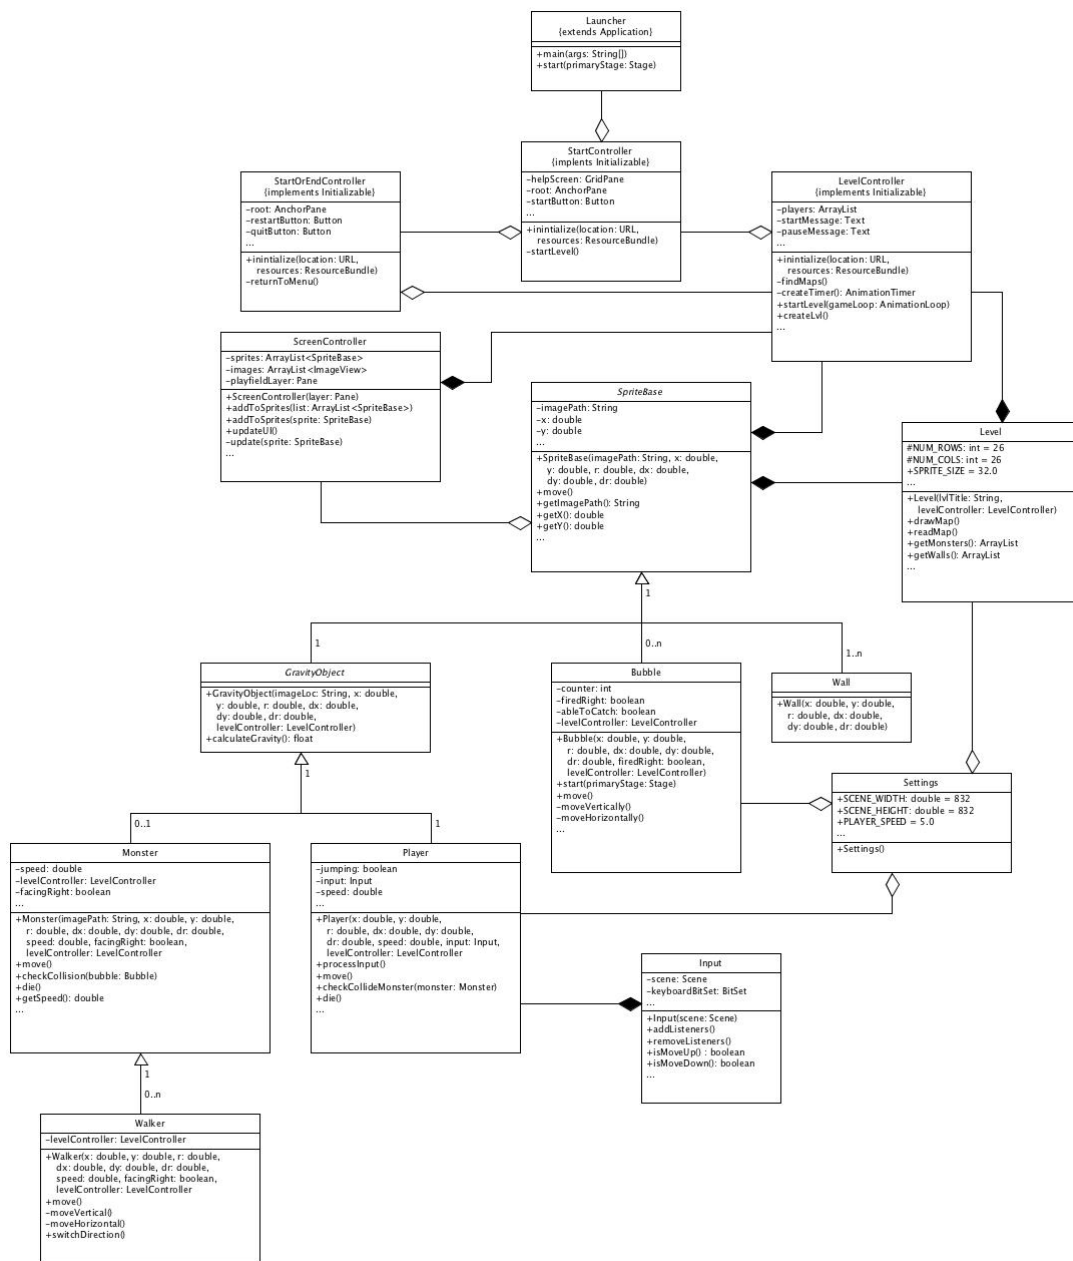 Launcher
{extends Application}
+main(args: String[])
+start(primaryStage: Stage)
StartController
{implents Initializable}
-helpScreen: GridPane
-root: AnchorPane
-startButton: Button
...
+inintialize(location: URL,
resources: ResourceBundle)
-startLevel()
StartOrEndController
{implements Initializable}
-root: AnchorPane
-restartButton: Button
-quitButton: Button
...
+inintialize(location: URL,
resources: ResourceBundle)
-returnToMenu()
LevelController
{implements Initializable}
-players: ArrayList
-startMessage: Text
-pauseMessage: Text
...
+inintialize(location: URL,
resources: ResourceBundle)
-findMaps()
-createTimer(): AnimationTimer
+startLevel(gameLoop: AnimationLoop)
+createLvl()
...
ScreenController
-sprites: ArrayList<SpriteBase>
-images: ArrayList<ImageView>
-playfieldLayer: Pane
+ScreenController(layer: Pane)
+addToSprites(list: ArrayList<SpriteBase>)
+addToSprites(sprite: SpriteBase)
+updateUI()
-update(sprite: SpriteBase)
...
SpriteBase
-imagePath: String
-x: double
-y: double
...
+SpriteBase(imagePath: String, x: double,
y: double, r: double, dx: double,
dy: double, dr: double)
+move()
+getImagePath(): String
+getX(): double
+getY(): double
...
Level
#NUM_ROWS: int = 26
#NUM_COLS: int = 26
+SPRITE_SIZE = 32.0
...
+Level(lvlTitle: String,
levelController: LevelController)
+drawMap()
+readMap()
+getMonsters(): ArrayList
+getWalls(): ArrayList
...
1
1
0..n
1..n
GravityObject
+GravityObject(imageLoc: String, x: double,
y: double, r: double, dx: double,
dy: double, dr: double,
levelController: LevelController)
+calculateGravity(): float
Bubble
-counter: int
-firedRight: boolean
-ableToCatch: boolean
-levelController: LevelController
+Bubble(x: double, y: double,
r: double, dx: double, dy: double,
dr: double, firedRight: boolean,
levelController: LevelController)
+start(primaryStage: Stage)
+move()
-moveVertically()
-moveHorizontally()
...
Wall
+Wall(x: double, y: double,
r: double, dx: double,
dy: double, dr: double)
Settings
+SCENE_WIDTH: double = 832
+SCENE_HEIGHT: double = 832
+PLAYER_SPEED = 5.0
...
+Settings()
1
0..1
1
Monster
-speed: double
-levelController: LevelController
-facingRight: boolean
...
+Monster(imagePath: String, x: double, y: double,
r: double, dx: double, dy: double, dr: double,
speed: double, facingRight: boolean,
levelController: LevelController
+move()
+checkCollision(bubble: Bubble)
+die()
+getSpeed(): double
...
Player
-jumping: boolean
-input: Input
-speed: double
...
+Player(x: double, y: double,
r: double, dx: double, dy: double,
dr: double, speed: double, input: Input,
levelController: LevelController
+processInput()
+move()
+checkCollideMonster(monster: Monster)
+die()
...
Input
-scene: Scene
-keyboardBitSet: BitSet
...
+Input(scene: Scene)
+addListeners()
+removeListeners()
+isMoveUp() : boolean
+isMoveDown(): boolean
...
1
0..n
Walker
-levelController: LevelController
+Walker(x: double, y: double, r: double,
dx: double, dy: double, dr: double,
speed: double, facingRight: boolean,
levelController: LevelController
+move()
-moveVertical()
-moveHorizontal()
+switchDirection()